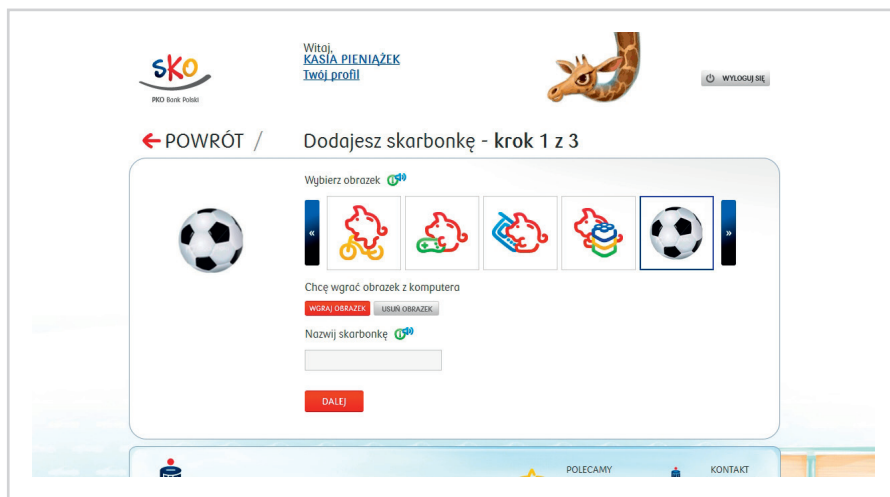 Witaj,
KASIA PIENIĄŻEK
Twój profil
SKO
PKO Bank Polski
WYLOGUJ SIĘ
POWRÓT /
Dodajesz skarbonkę - krok 1 z 3
Wybierz obrazek
«
»
Chcę wgrać obrazek z komputera
WGRAJ OBRAZEK
USUŃ OBRAZEK
Nazwij skarbonkę
DALEJ
POLECAMY
KONTAKT